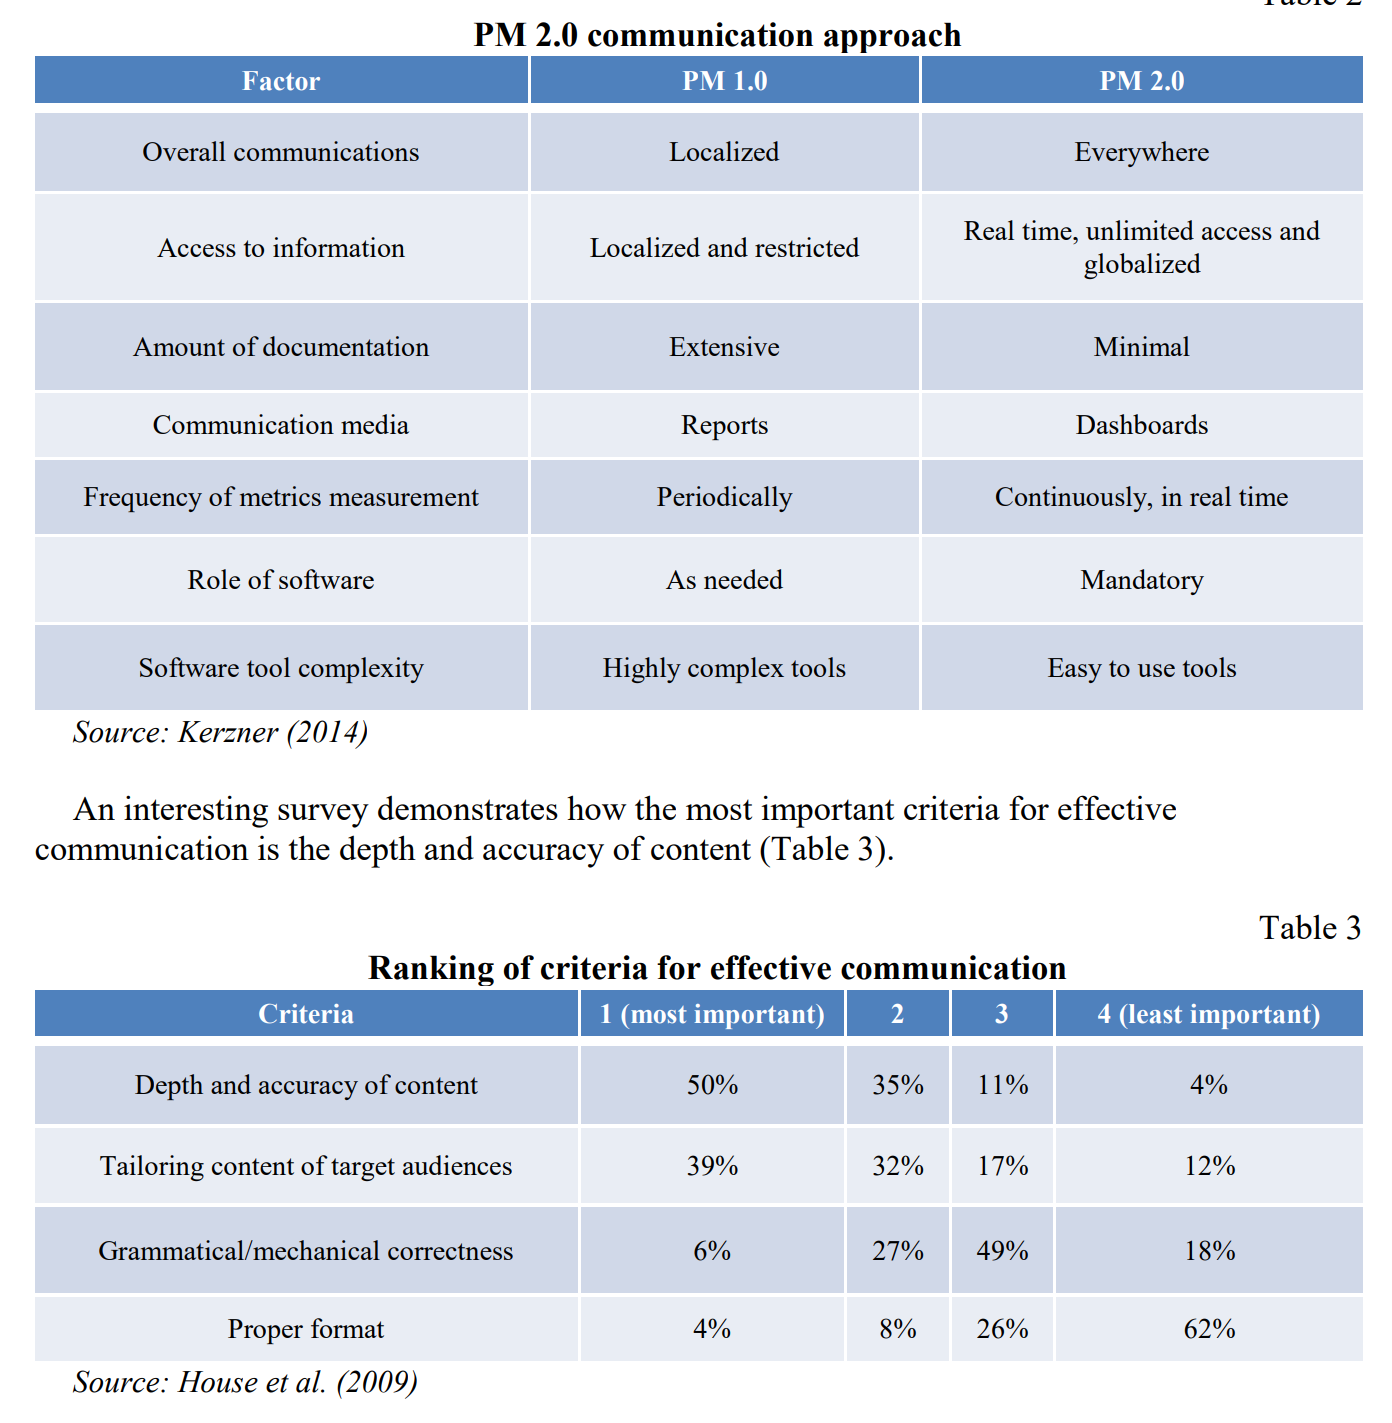 Table 2
PM 2.0 communication approach
Factor PM 1.0 PM 2.0
Overall communications Localized Everywhere
Access to information Localized and restricted Real time, unlimited access and
globalized
Amount of documentation Extensive Minimal
Communication media Reports Dashboards
Frequency of metrics measurement Periodically Continuously, in real time
Role of software As needed Mandatory
Software tool complexity Highly complex tools Easy to use tools
Source: Kerzner (2014)
An interesting survey demonstrates how the most important criteria for effective
communication is the depth and accuracy of content (Table 3).
Table 3
Ranking of criteria for effective communication
Criteria 1 (most important) 2 3 4 (least important)
Depth and accuracy of content 50% 35% 11% 4%
Tailoring content of target audiences 39% 32% 17% 12%
Grammatical/mechanical correctness 6% 27% 49% 18%
Proper format 4% 8% 26% 62%
Source: House et al. (2009)